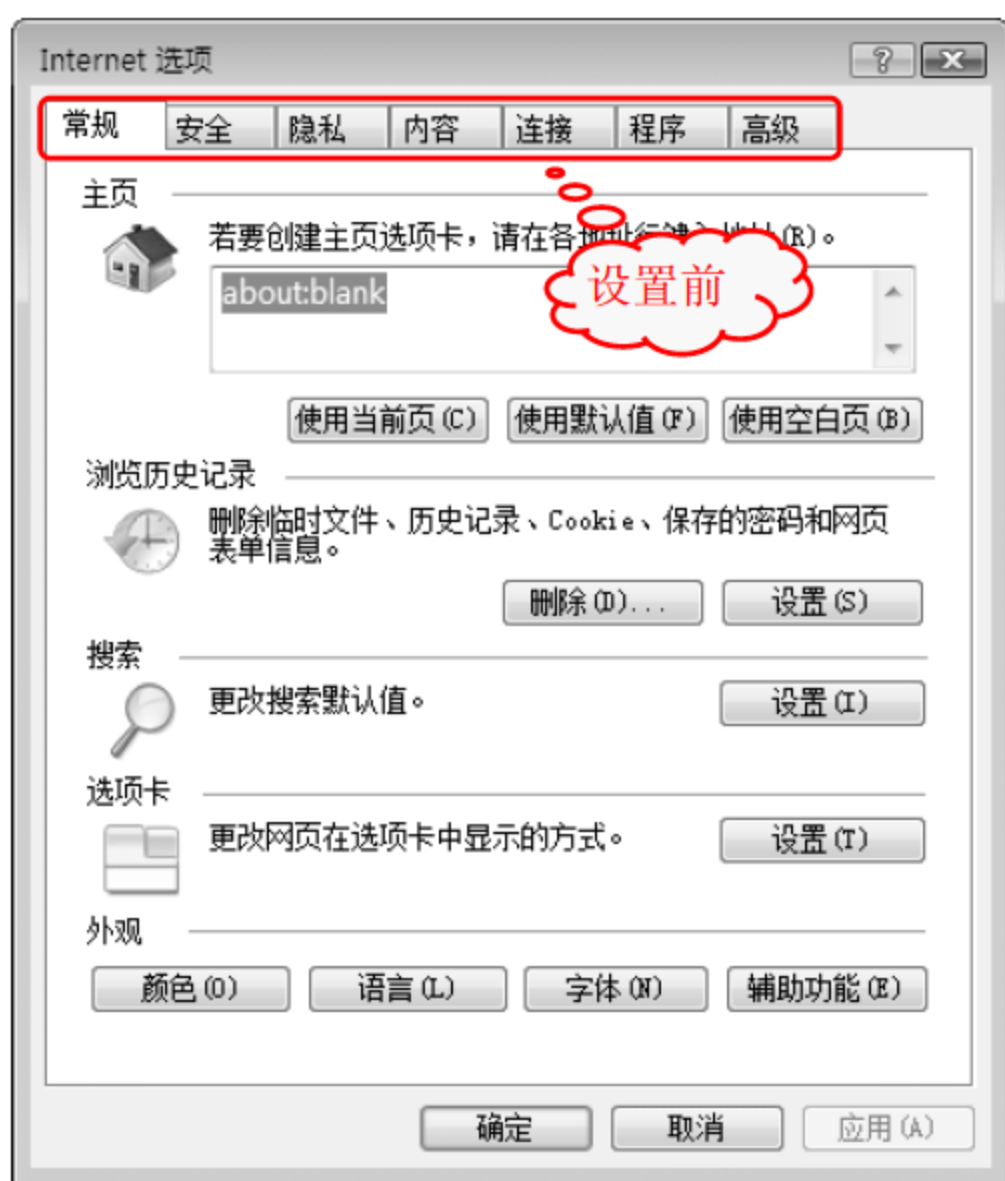 Internet 选项
常规 安全 隐私 内容 连接 程序 高级
主页
若要创建主页选项卡，请在各地址行键入地址(R)。
设置前
about:blank
使用当前页(C) 使用默认值(F) 使用空白页(B)
浏览历史记录
删除临时文件、历史记录、Cookie、保存的密码和网页
表单信息。
删除(D)... 设置(S)
搜索
更改搜索默认值。 设置(I)
选项卡
更改网页在选项卡中显示的方式。 设置(T)
外观
颜色(O) 语言(L) 字体(N) 辅助功能(E)
确定 取消 应用(A)